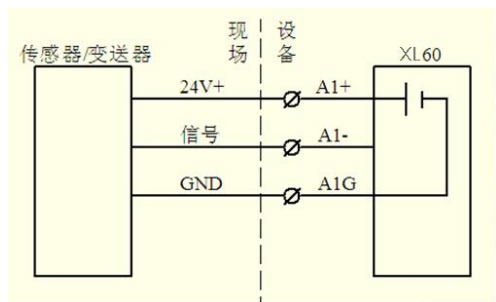 现场
设备
传感器/变送器
XL60
24V+
A1+
信号
A1-
GND
A1G